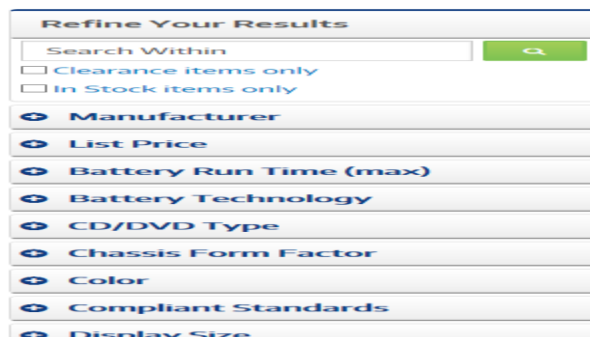 Refine Your Results
Search Within
Clearance items only
In Stock items only
Manufacturer
List Price
Battery Run Time (max)
Battery Technology
CD/DVD Type
Chassis Form Factor
Color
Compliant Standards
Display Size